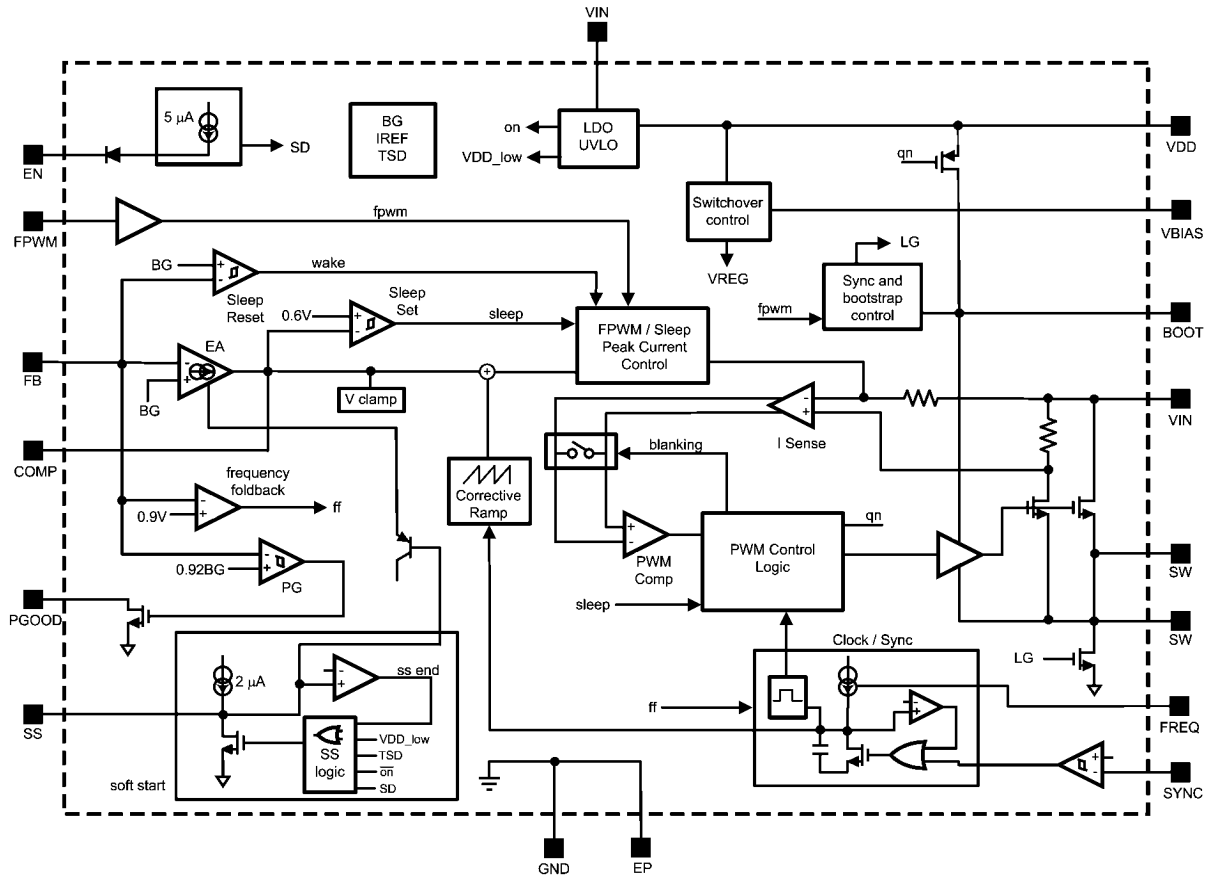 VIN
5 µA
SD
EN
BG
IREF
TSD
on
VDD_low
LDO
UVLO
VDD
qn
FPWM
fpwm
Switchover
control
VBIAS
VREG
LG
BG
+
-
wake
Sleep
Reset
Sleep
Set
0.6V
+
-
sleep
fpwm
Sync and
bootstrap
control
BOOT
FPWM / Sleep
Peak Current
Control
FB
EA
-
+
BG
+
V clamp
-
+
I Sense
VIN
COMP
blanking
frequency
foldback
-
+
0.9V
ff
Corrective
Ramp
+
-
PWM
Comp
PWM Control
Logic
qn
SW
0.92BG
-
+
PG
PGOOD
sleep
SW
Clock / Sync
LG
2 µA
-
+
ss end
SS
ff
-
+
FREQ
SS
logic
VDD_low
TSD
on
SD
soft start
+
-
SYNC
GND
EP